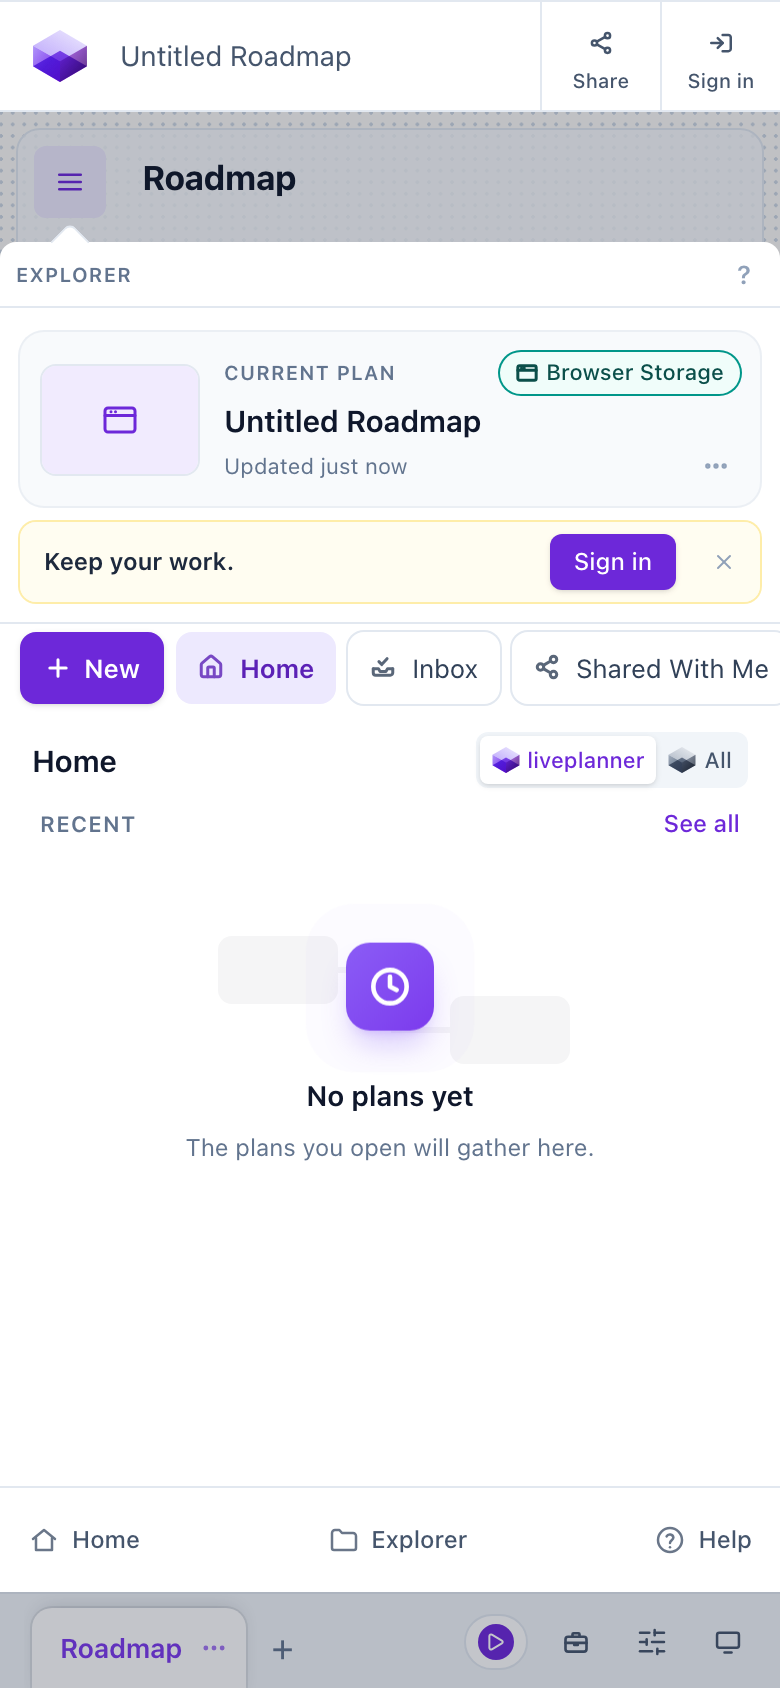 Untitled Roadmap
Share
Sign in
Roadmap
EXPLORER
?
CURRENT PLAN
Browser Storage
Untitled Roadmap
Updated just now
Keep your work.
Sign in
New
Home
Inbox
Shared With Me
Home
liveplanner
All
RECENT
See all
No plans yet
The plans you open will gather here.
Home
Explorer
Help
Roadmap